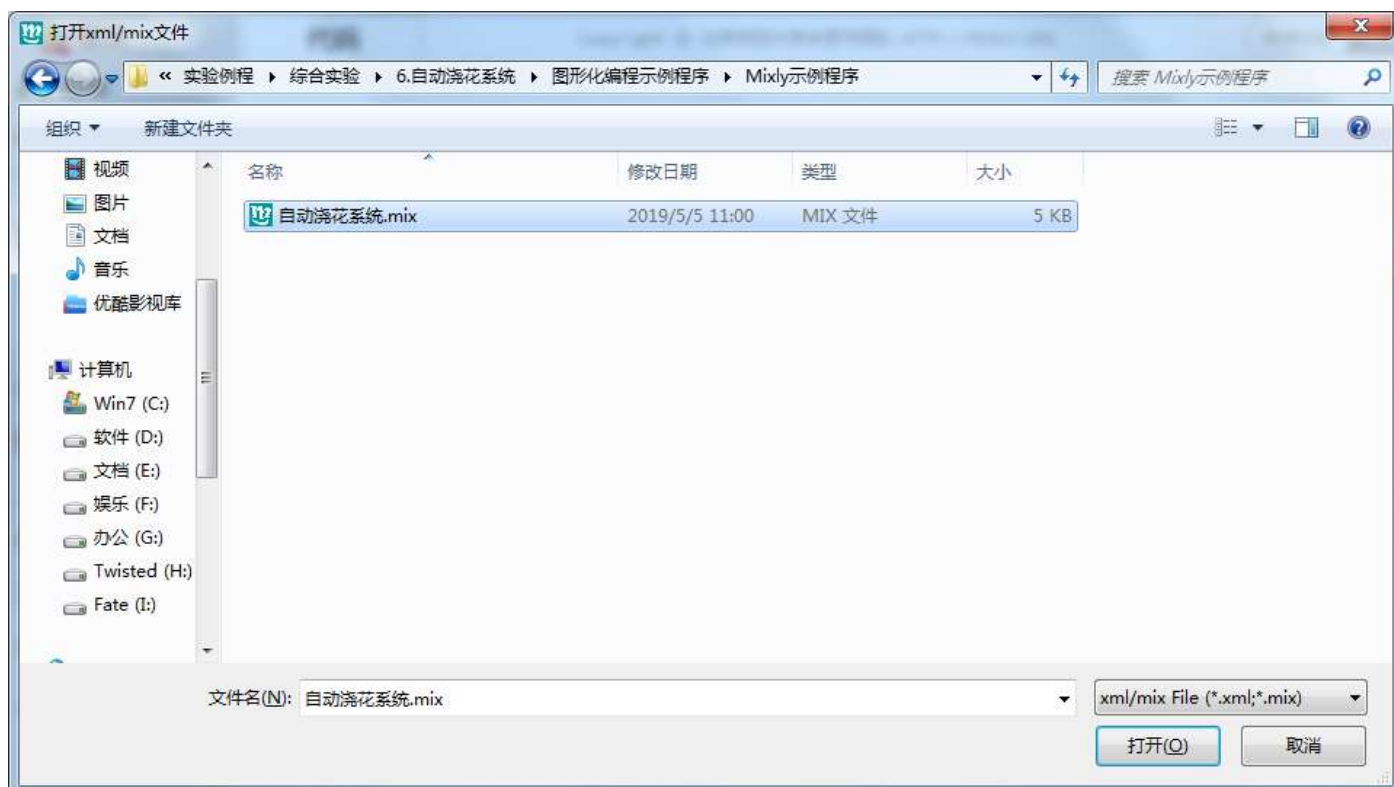 打开xml/mix文件
« 实验例程 ▸ 综合实验 ▸ 6.自动浇花系统 ▸ 图形化编程示例程序 ▸ Mixly示例程序
搜索 Mixly示例程序
组织 新建文件夹
名称 修改日期 类型 大小
自动浇花系统.mix 2019/5/5 11:00 MIX 文件 5 KB
视频
图片
文档
音乐
优酷影视库
计算机
Win7 (C:)
软件 (D:)
文档 (E:)
娱乐 (F:)
办公 (G:)
Twisted (H:)
Fate (I:)
文件名(N): 自动浇花系统.mix
xml/mix File (*.xml;*.mix)
打开(O) 取消